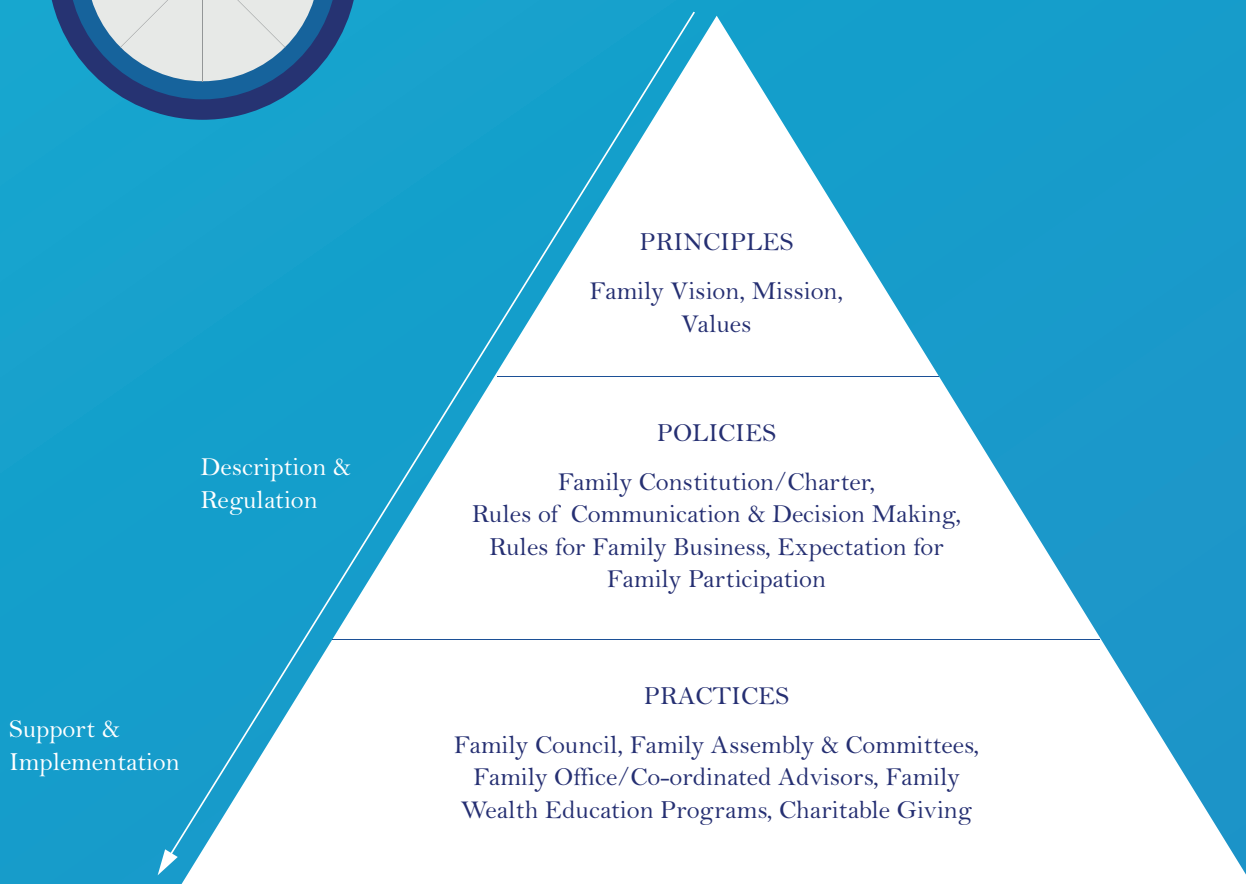 PRINCIPLES
Family Vision, Mission,
Values
POLICIES
Family Constitution/Charter,
Rules of Communication & Decision Making,
Rules for Family Business, Expectation for
Family Participation
Description &
Regulation
PRACTICES
Family Council, Family Assembly & Committees,
Family Office/Co-ordinated Advisors, Family
Wealth Education Programs, Charitable Giving
Support &
Implementation